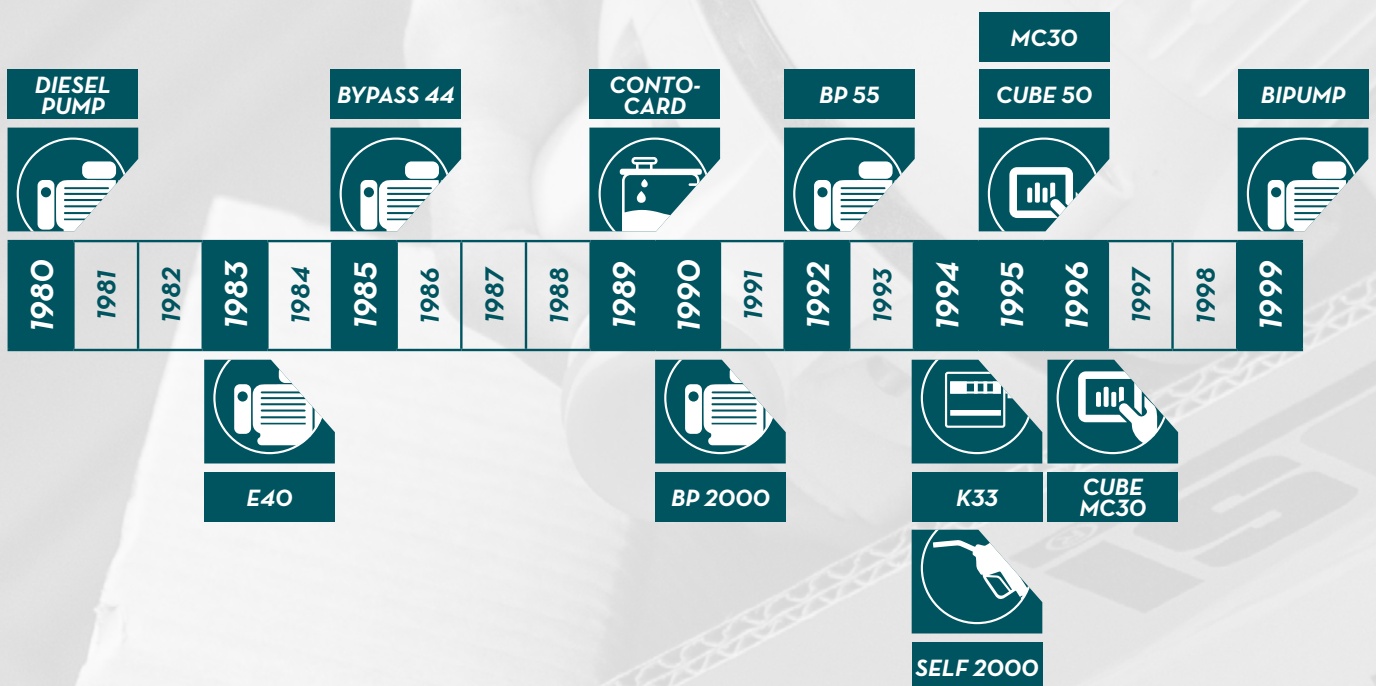 MC30
DIESEL
PUMP
BYPASS 44
CONTO-
CARD
BP 55
CUBE 50
BIPUMP
1980
1981
1982
1983
1984
1985
1986
1987
1988
1989
1990
1991
1992
1993
1994
1995
1996
1997
1998
1999
E40
BP 2000
K33
CUBE
MC30
SELF 2000